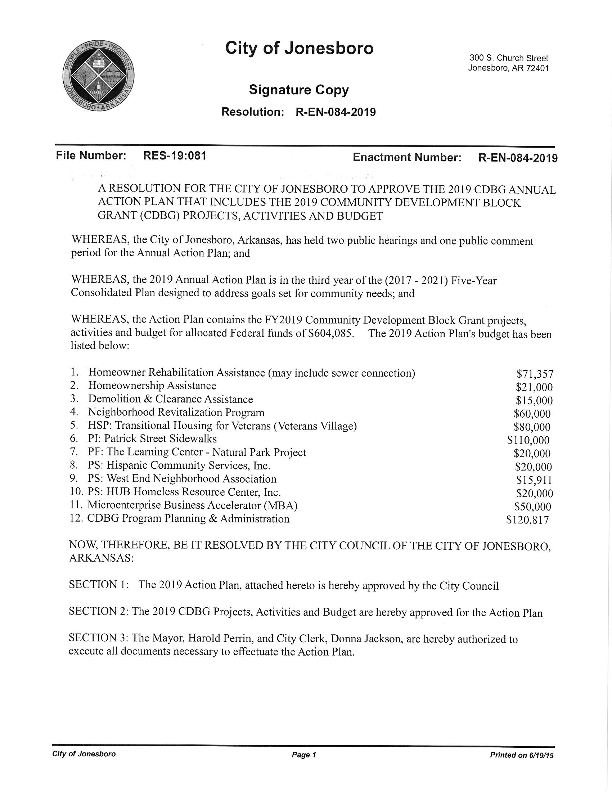 City of Jonesboro
300 S. Church Street
Jonesboro, AR 72401
Signature Copy
Resolution: R-EN-084-2019
File Number: RES-19:081 Enactment Number: R-EN-084-2019
A RESOLUTION FOR THE CITY OF JONESBORO TO APPROVE THE 2019 CDBG ANNUAL
ACTION PLAN THAT INCLUDES THE 2019 COMMUNITY DEVELOPMENT BLOCK
GRANT (CDBG) PROJECTS, ACTIVITIES AND BUDGET
WHEREAS, the City of Jonesboro, Arkansas, has held two public hearings and one public comment
period for the Annual Action Plan; and
WHEREAS, the 2019 Annual Action Plan is in the third year of the (2017 - 2021) Five-Year
Consolidated Plan designed to address goals set for community needs; and
WHEREAS, the Action Plan contains the FY2019 Community Development Block Grant projects,
activities and budget for allocated Federal funds of $604,085. The 2019 Action Plan's budget has been
listed below:
1. Homeowner Rehabilitation Assistance (may include sewer connection) $71,357
2. Homeownership Assistance $21,000
3. Demolition & Clearance Assistance $15,000
4. Neighborhood Revitalization Program $60,000
5. HSP: Transitional Housing for Veterans (Veterans Village) $80,000
6. PI: Patrick Street Sidewalks $110,000
7. PF: The Learning Center - Natural Park Project $20,000
8. PS: Hispanic Community Services, Inc. $20,000
9. PS: West End Neighborhood Association $15,911
10. PS: HUB Homeless Resource Center, Inc. $20,000
11. Microenterprise Business Accelerator (MBA) $50,000
12. CDBG Program Planning & Administration $120,817
NOW, THEREFORE, BE IT RESOLVED BY THE CITY COUNCIL OF THE CITY OF JONESBORO,
ARKANSAS:
SECTION 1: The 2019 Action Plan, attached hereto is hereby approved by the City Council
SECTION 2: The 2019 CDBG Projects, Activities and Budget are hereby approved for the Action Plan
SECTION 3: The Mayor, Harold Perrin, and City Clerk, Donna Jackson, are hereby authorized to
execute all documents necessary to effectuate the Action Plan.
City of Jonesboro Page 1 Printed on 6/19/19